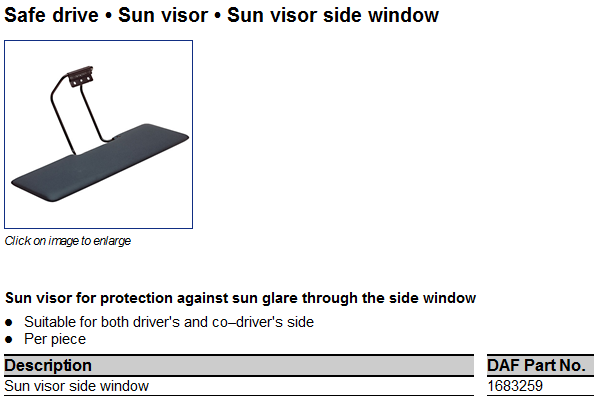 Safe drive • Sun visor • Sun visor side window
Click on image to enlarge
Sun visor for protection against sun glare through the side window
● Suitable for both driver's and co–driver's side
● Per piece
Description DAF Part No.
Sun visor side window 1683259